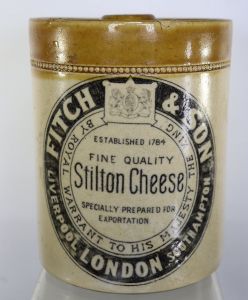 FITCH & SON
BY ROYAL WARRANT TO HIS MAJESTY THE KING
ESTABLISHED 1784
FINE QUALITY
Stilton Cheese
SPECIALLY PREPARED FOR
EXPORTATION
LIVERPOOL LONDON SOUTHAMPTON